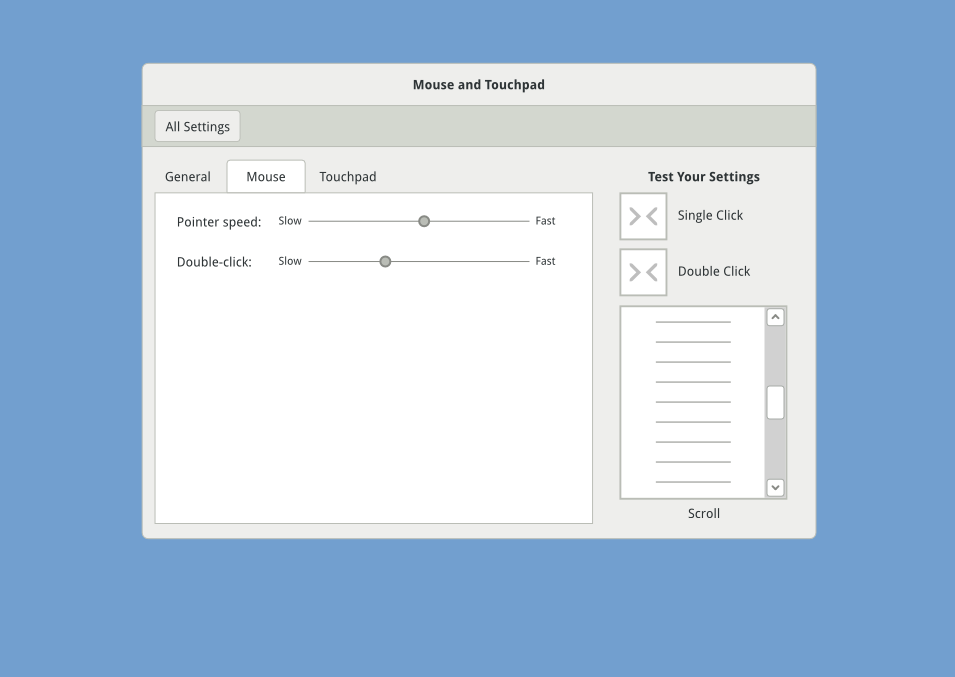 Mouse and Touchpad
All Settings
General Mouse Touchpad
Pointer speed: Slow Fast
Double-click: Slow Fast
Test Your Settings
Single Click
Double Click
Scroll